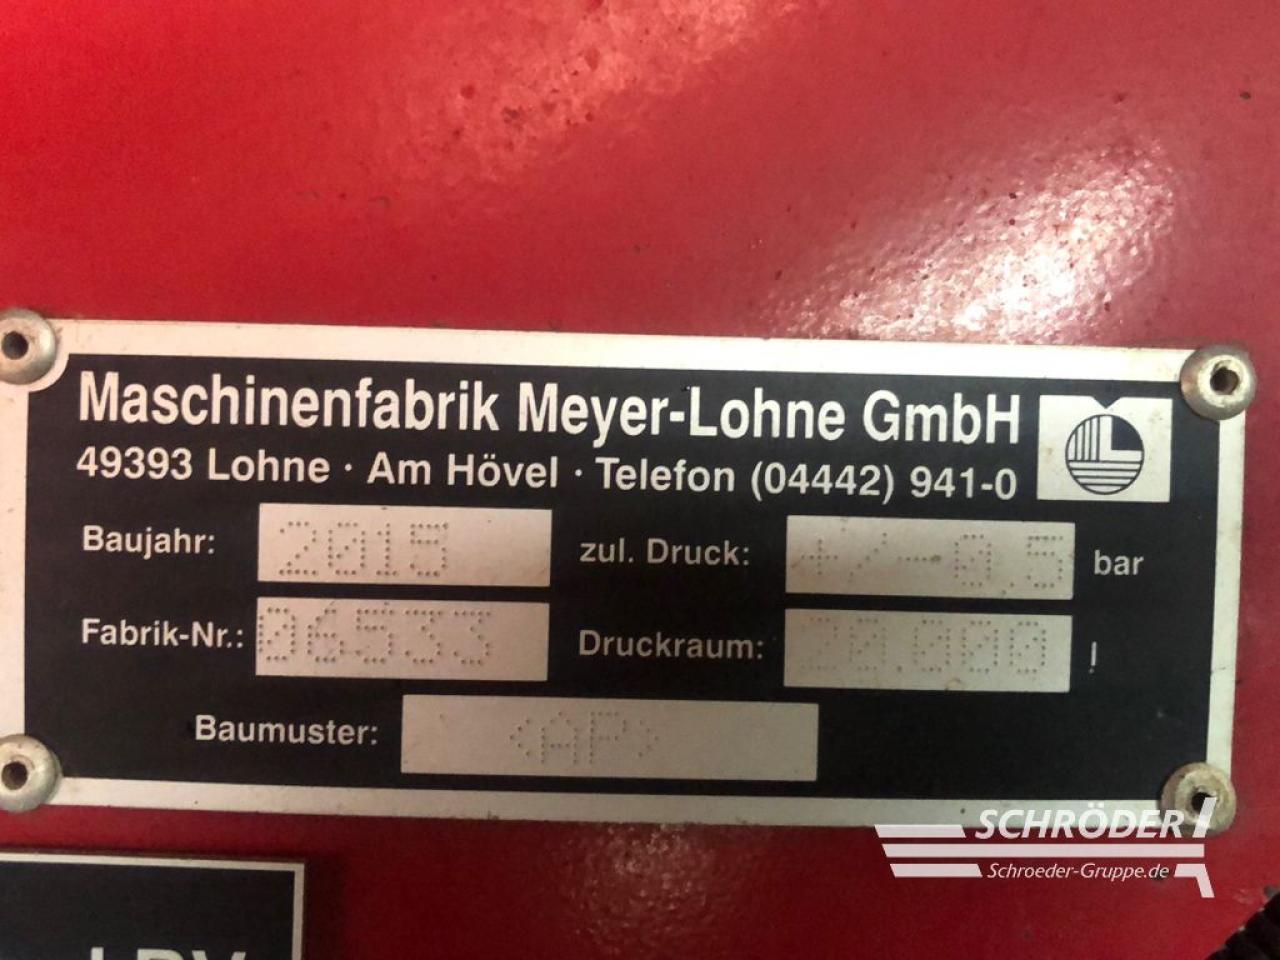 Maschinenfabrik Meyer-Lohne GmbH
49393 Lohne · Am Hövel · Telefon (04442) 941-0
Baujahr: 2015 zul. Druck: +/-0,5 bar
Fabrik-Nr.: 06533 Druckraum: 20.000 l
Baumuster: <AP>
SCHRÖDER
Schroeder-Gruppe.de